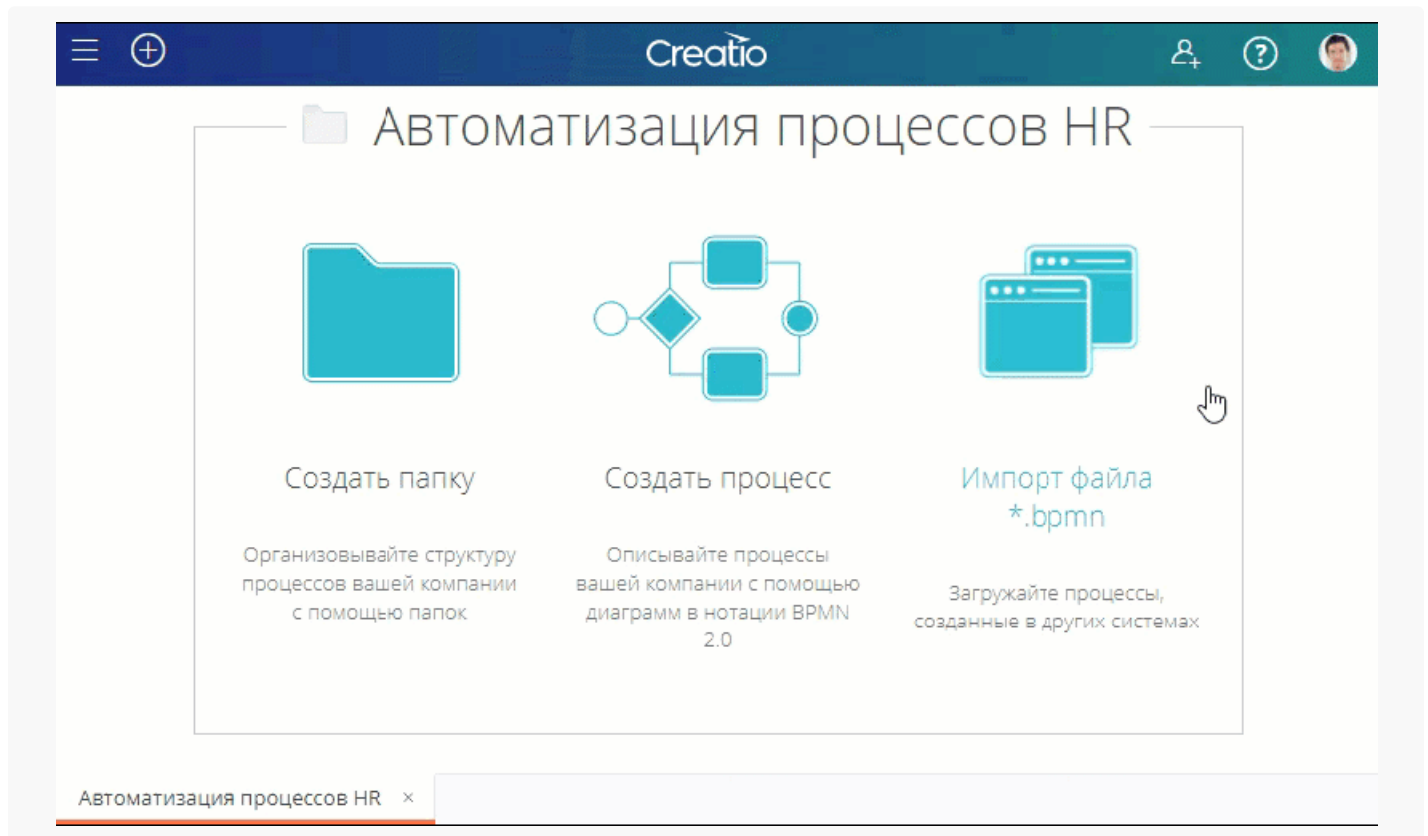 Creatio
Автоматизация процессов HR
Создать папку
Организовывайте структуру
процессов вашей компании
с помощью папок
Создать процесс
Описывайте процессы
вашей компании с помощью
диаграмм в нотации BPMN
2.0
Импорт файла
*.bpmn
Загружайте процессы,
созданные в других системах
Автоматизация процессов HR ×